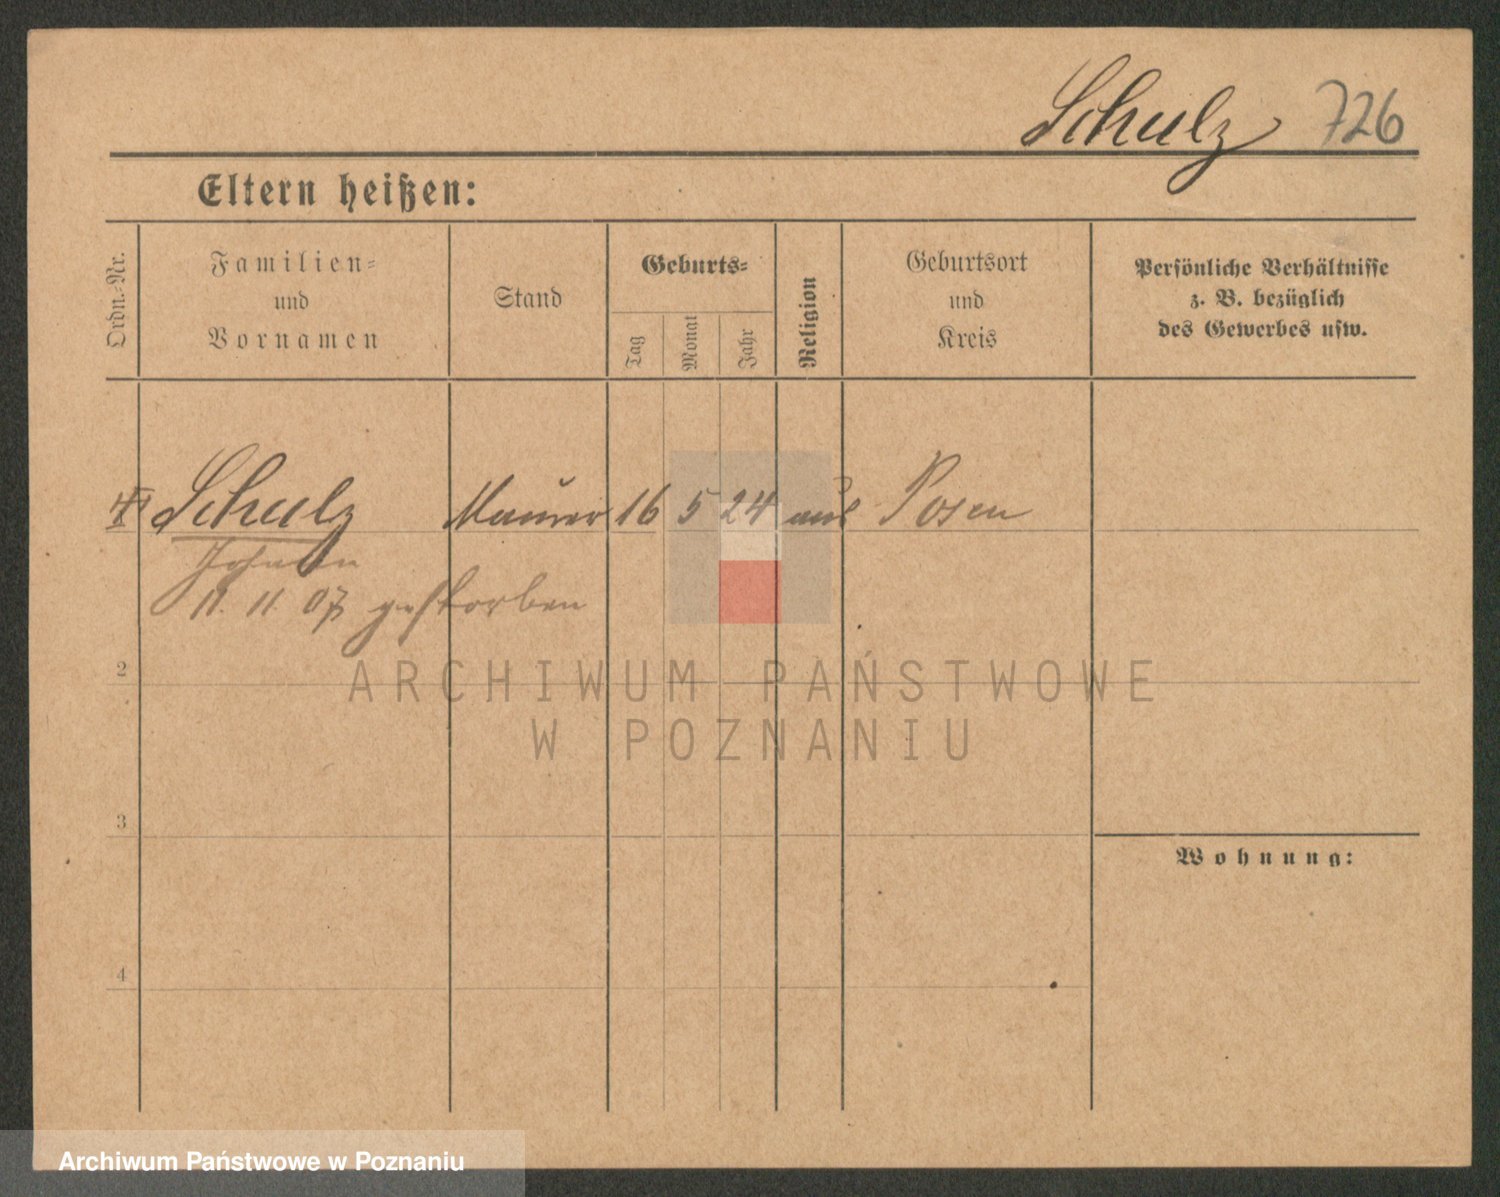 Schulz 726
Eltern heißen:
Ordn.-Nr.
Familien-
und
Vornamen
Stand
Geburts-
Tag
Monat
Jahr
Religion
Geburtsort
und
Kreis
Persönliche Verhältnisse
z. B. bezüglich
des Gewerbes usw.
Schulz Maurer 16 5 24 Posen
Johann
11. 11. 07 gestorben
2
3
4
Wohnung:
ARCHIWUM PAŃSTWOWE
W POZNANIU
Archiwum Państwowe w Poznaniu